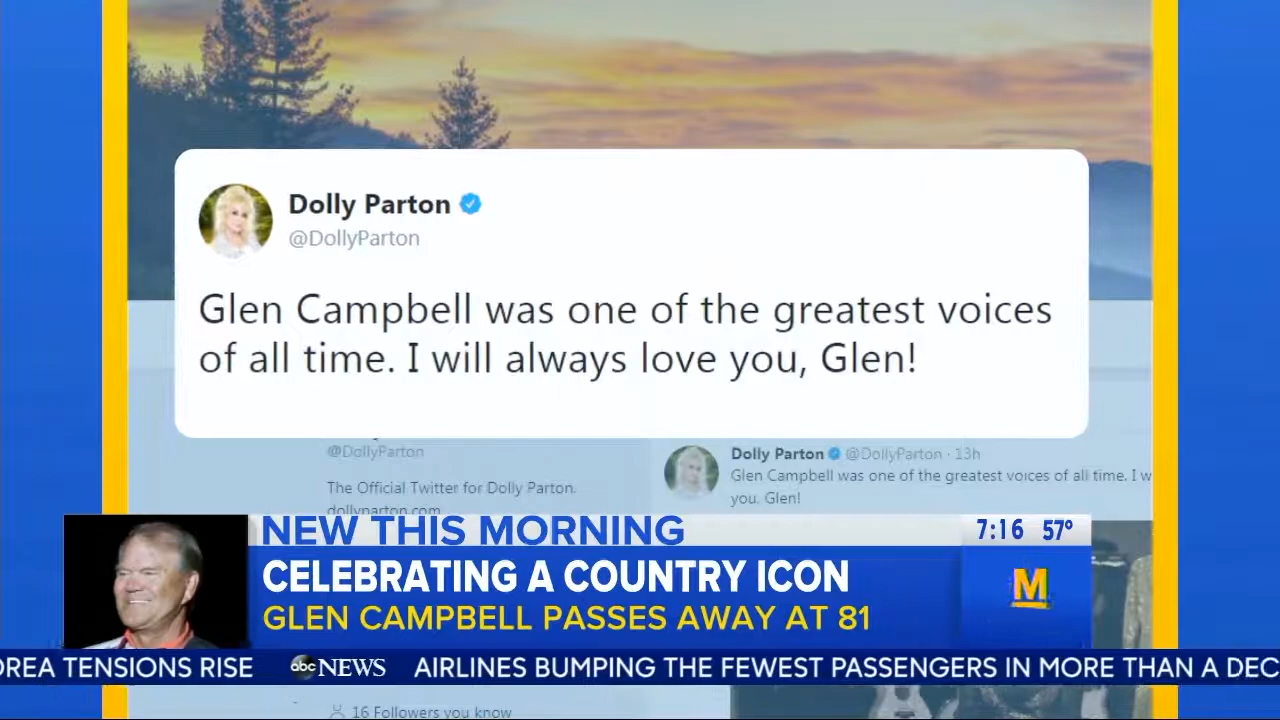 Dolly Parton
@DollyParton
Glen Campbell was one of the greatest voices
of all time. I will always love you, Glen!
@DollyParton
The Official Twitter for Dolly Parton.
dollyparton.com
Dolly Parton @DollyParton · 13h
Glen Campbell was one of the greatest voices of all time. I w
you, Glen!
NEW THIS MORNING
7:16 57°
CELEBRATING A COUNTRY ICON
GLEN CAMPBELL PASSES AWAY AT 81
M
OREA TENSIONS RISE abc NEWS AIRLINES BUMPING THE FEWEST PASSENGERS IN MORE THAN A DEC
16 Followers you know